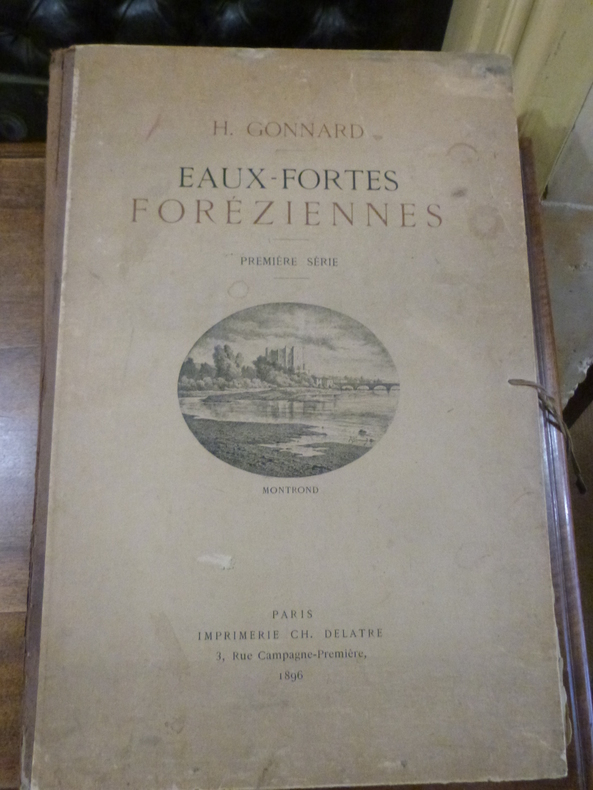 H. GONNARD
EAUX-FORTES
FORÉZIENNES
PREMIÈRE SÉRIE
MONTROND
PARIS
IMPRIMERIE CH. DELATRE
3, Rue Campagne-Première,
1896